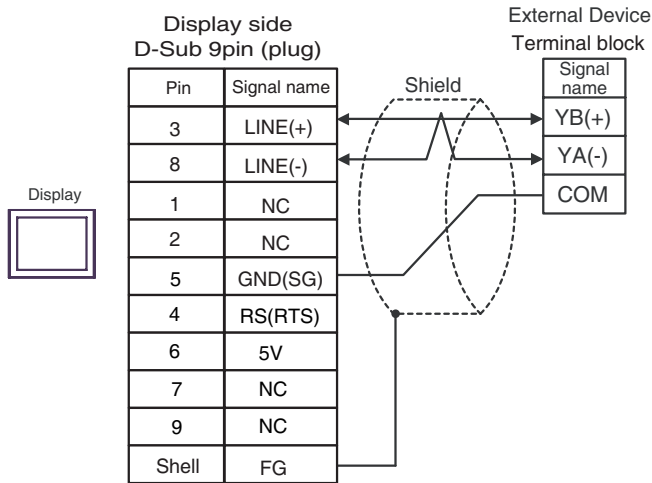 Display side
D-Sub 9pin (plug)
External Device
Terminal block
Pin Signal name
Shield
Signal
name
3 LINE(+)
YB(+)
8 LINE(-)
YA(-)
Display
1 NC
COM
2 NC
5 GND(SG)
4 RS(RTS)
6 5V
7 NC
9 NC
Shell FG